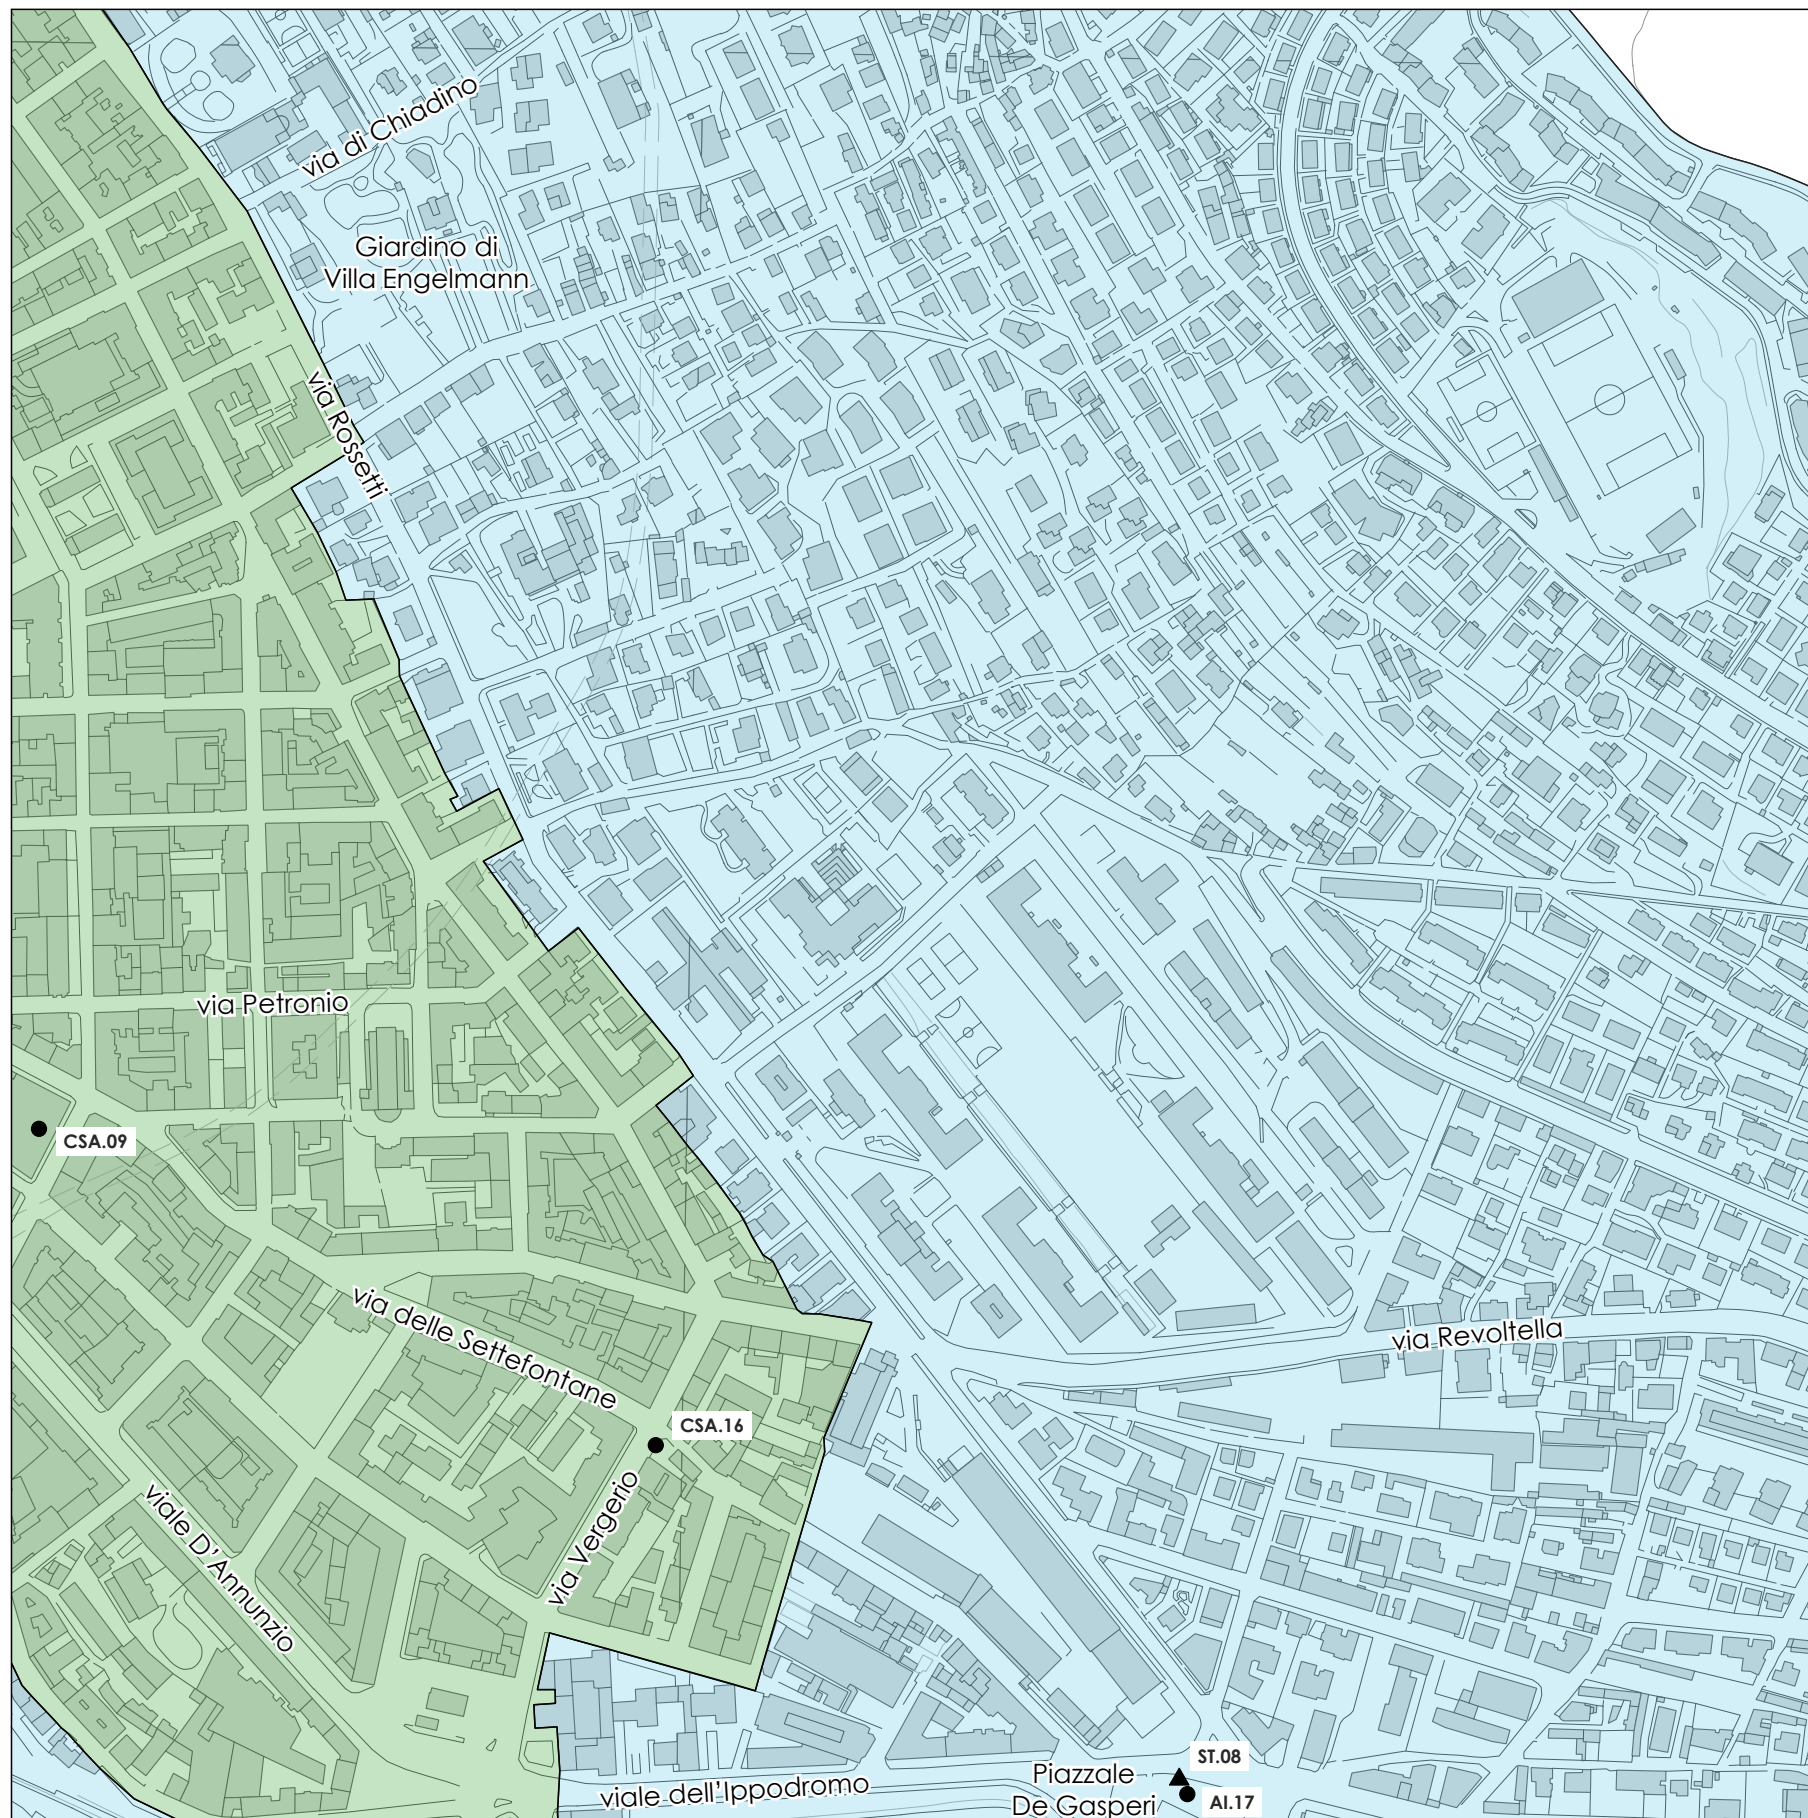 via di Chiadino
Giardino di
Villa Engelmann
via Rossetti
via Petronio
CSA.09
via delle Settefontane
via Revoltella
CSA.16
via Vergerio
viale D'Annunzio
ST.08
Piazzale
De Gasperi
AI.17
viale dell'Ippodromo